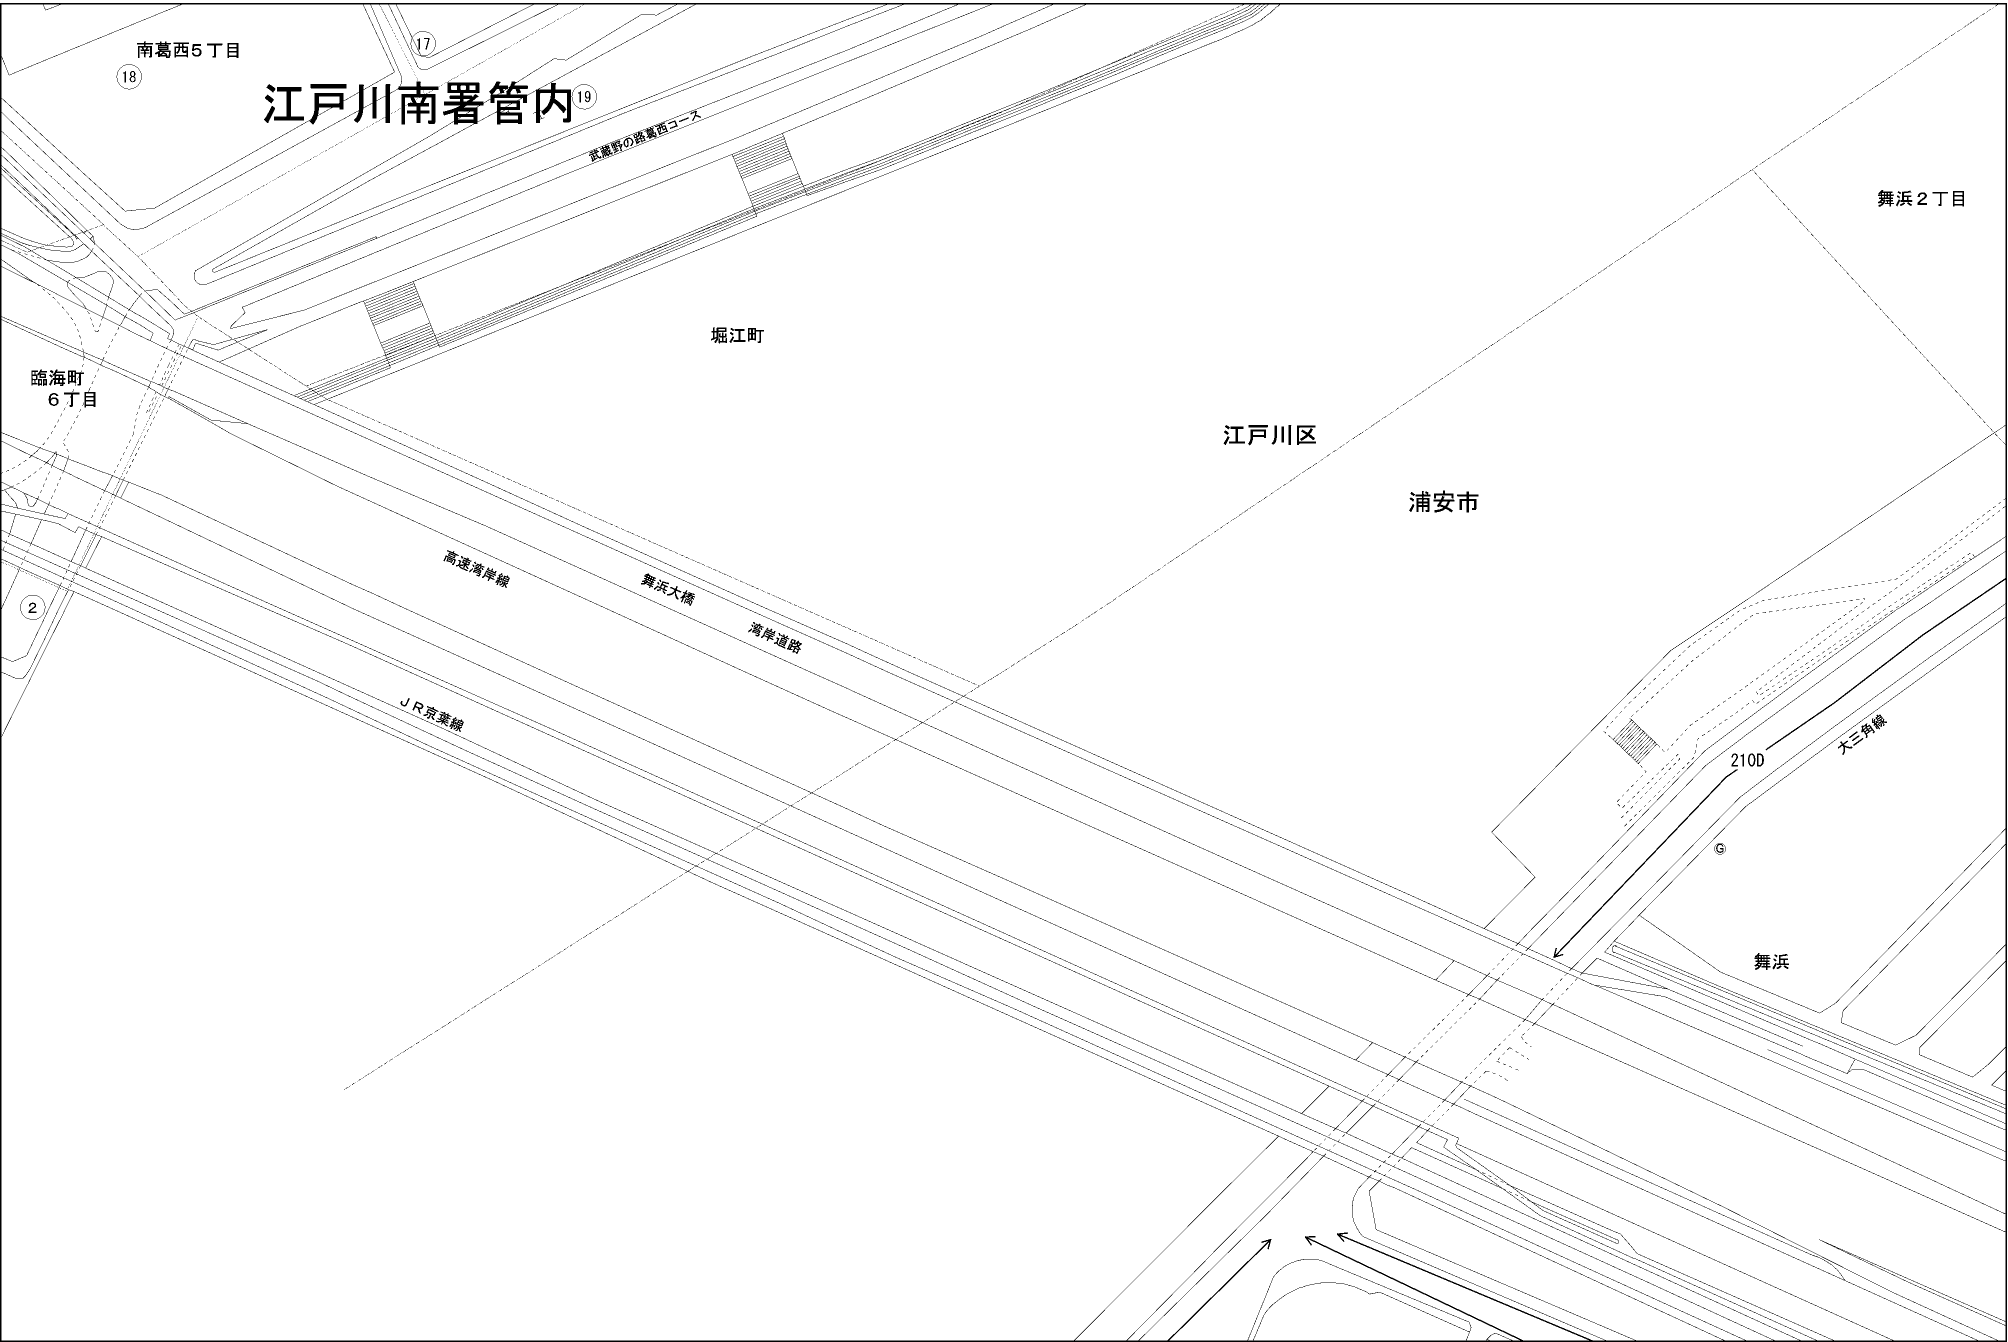 南葛西５丁目
17
18
江戸川南署管内
19
武蔵野の路葛西コース
舞浜２丁目
堀江町
臨海町
６丁目
江戸川区
浦安市
高速湾岸線
舞浜大橋
2
湾岸道路
ＪＲ京葉線
大三角線
210D
G
舞浜